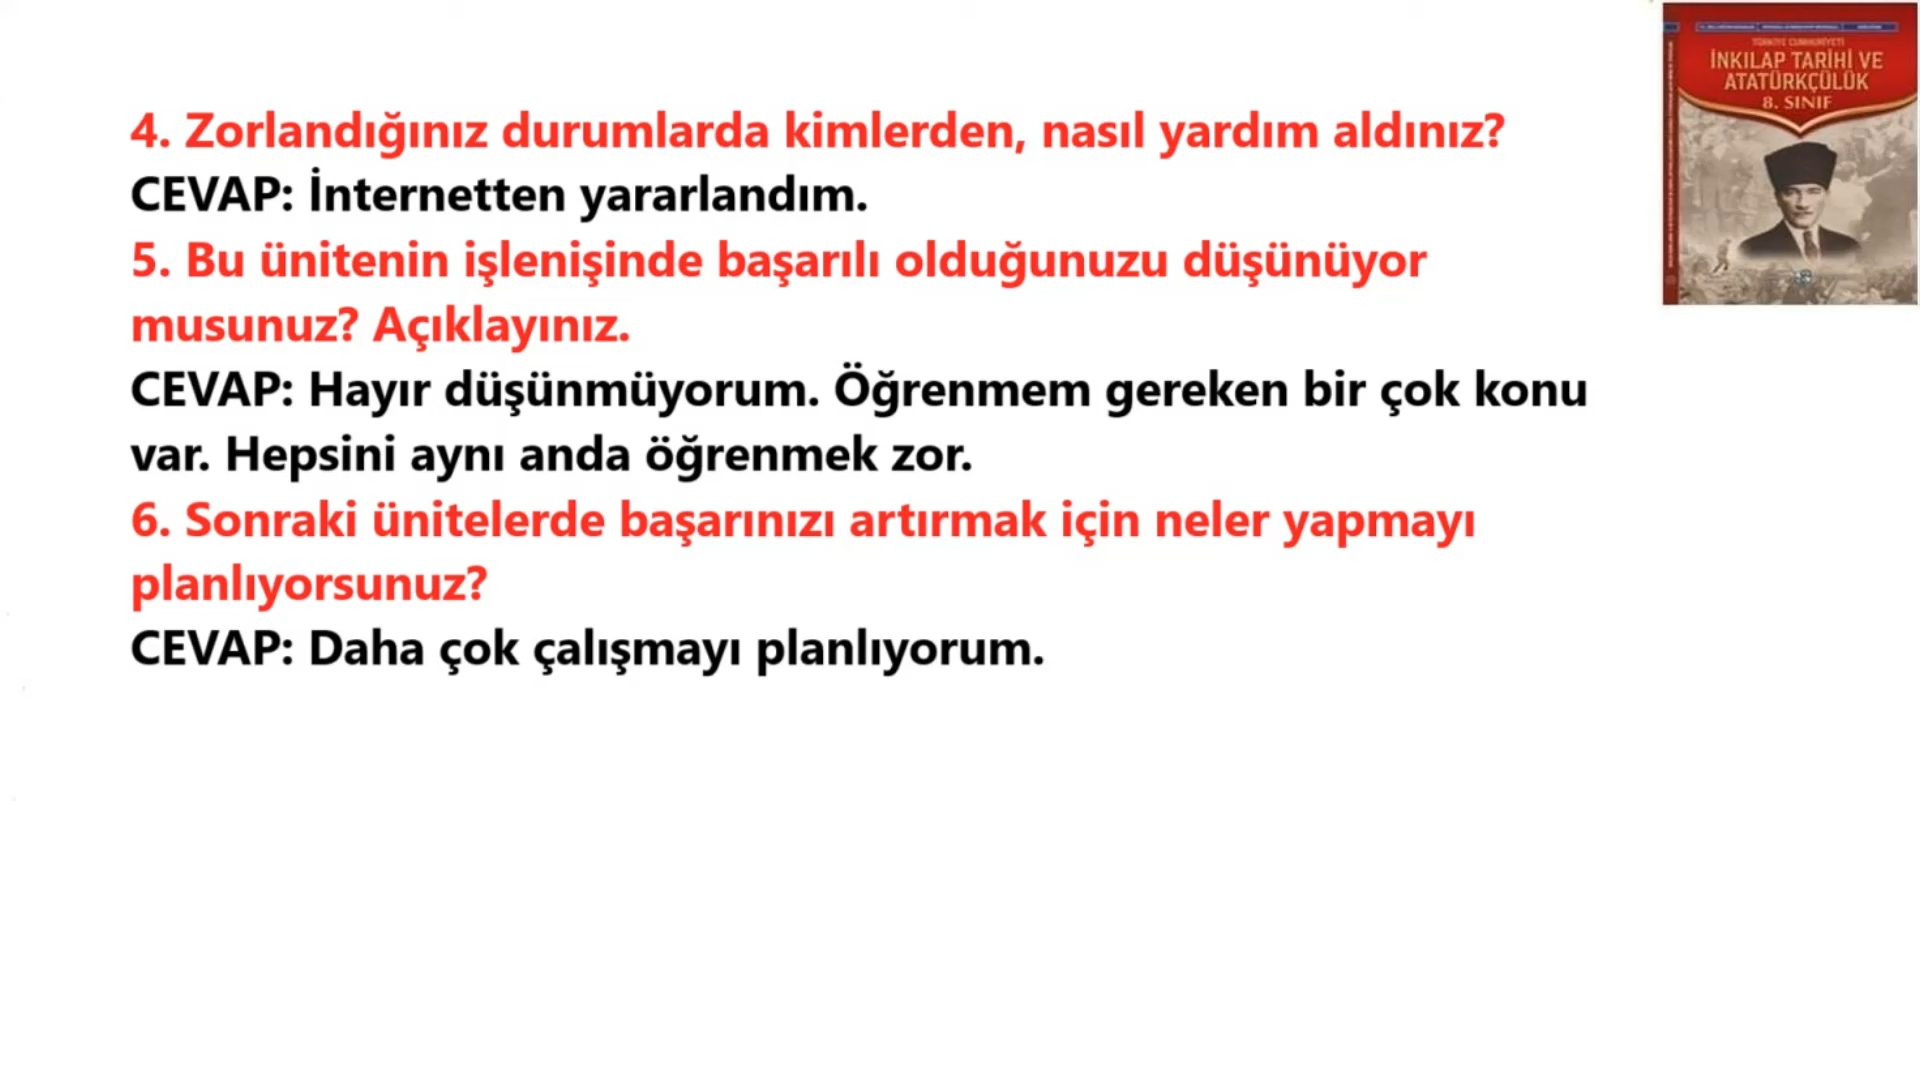 4. Zorlandığınız durumlarda kimlerden, nasıl yardım aldınız?
CEVAP: İnternetten yararlandım.
5. Bu ünitenin işlenişinde başarılı olduğunuzu düşünüyor
musunuz? Açıklayınız.
CEVAP: Hayır düşünmüyorum. Öğrenmem gereken bir çok konu
var. Hepsini aynı anda öğrenmek zor.
6. Sonraki ünitelerde başarınızı artırmak için neler yapmayı
planlıyorsunuz?
CEVAP: Daha çok çalışmayı planlıyorum.
TÜRKİYE CUMHURİYETİ
İNKILAP TARİHİ VE
ATATÜRKÇÜLÜK
8. SINIF